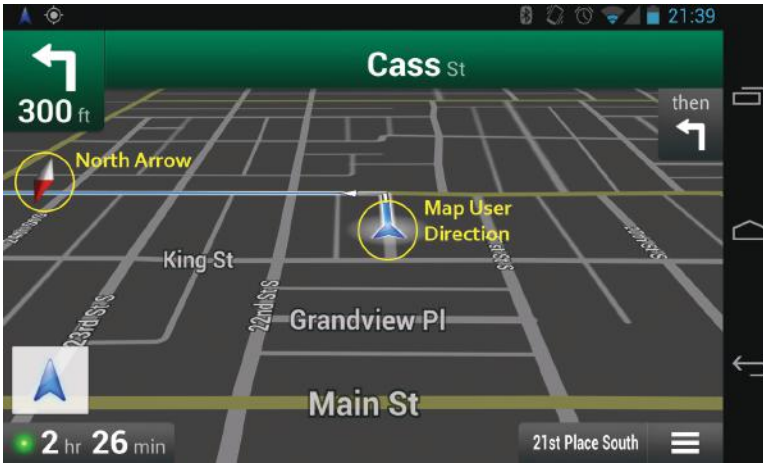 21:39
Cass St
300 ft
then
North Arrow
Map User
Direction
King St
23rd St S
22nd St S
Grandview Pl
Main St
2 hr 26 min
21st Place South